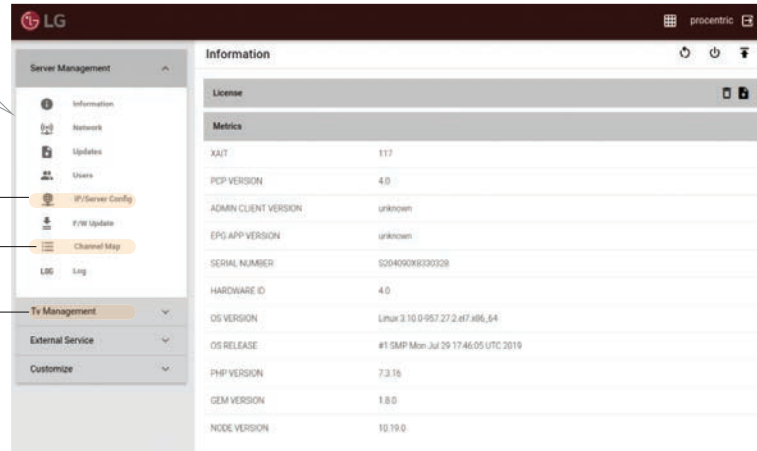 LG
procentric
Server Management
Information
Network
Updates
Users
IP/Server Config
F/W Update
Channel Map
LOG Log
Tv Management
External Service
Customize
Information
License
Metrics
XAIT 117
PCP VERSION 4.0
ADMIN CLIENT VERSION unknown
EPG APP VERSION unknown
SERIAL NUMBER S204090X8330328
HARDWARE ID 4.0
OS VERSION Linux 3.10.0-957.27.2.el7.x86_64
OS RELEASE #1 SMP Mon Jul 29 17:46:05 UTC 2019
PHP VERSION 7.3.16
GEM VERSION 1.8.0
NODE VERSION 10.19.0